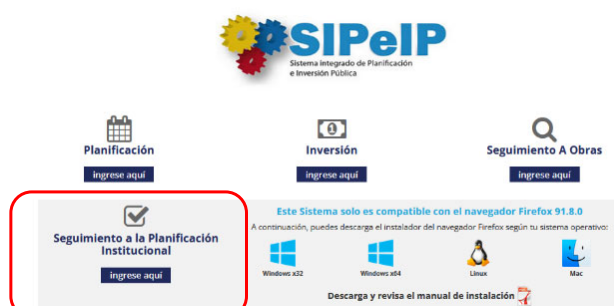 SIPeIP
Sistema Integrado de Planificación
e Inversión Pública
Planificación
ingrese aquí
Inversión
ingrese aquí
Seguimiento A Obras
ingrese aquí
Seguimiento a la Planificación
Institucional
ingrese aquí
Este Sistema solo es compatible con el navegador Firefox 91.8.0
A continuación, puedes descarga el instalador del navegador Firefox según tu sistema operativo:
Windows x32
Windows x64
Linux
Mac
Descarga y revisa el manual de instalación